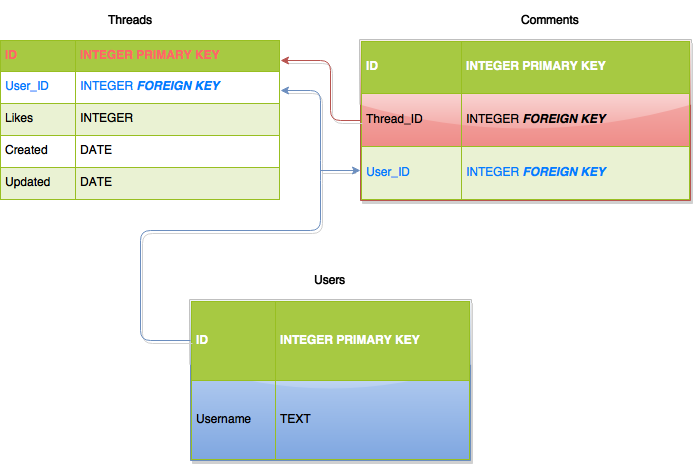 Threads
ID INTEGER PRIMARY KEY
User_ID INTEGER FOREIGN KEY
Likes INTEGER
Created DATE
Updated DATE
Comments
ID INTEGER PRIMARY KEY
Thread_ID INTEGER FOREIGN KEY
User_ID INTEGER FOREIGN KEY
Users
ID INTEGER PRIMARY KEY
Username TEXT